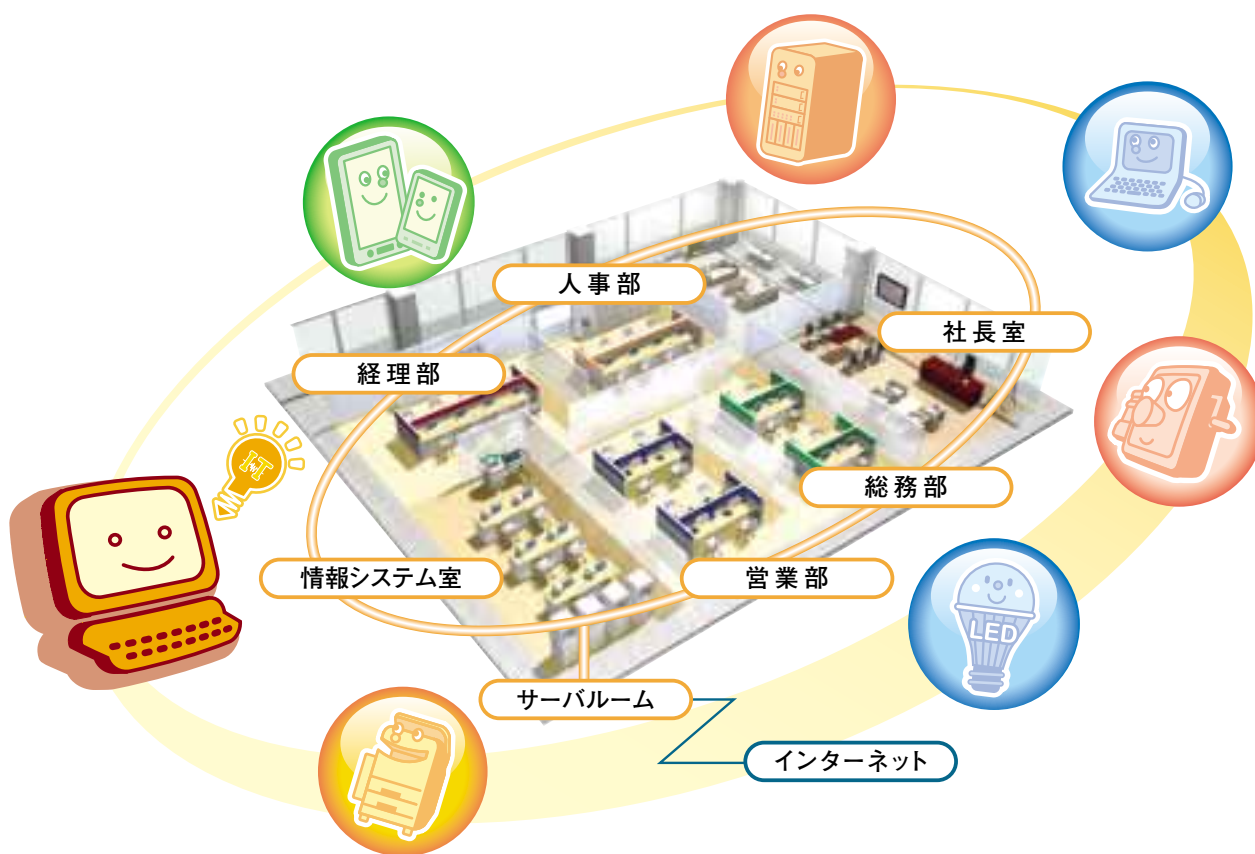 人事部
社長室
経理部
総務部
情報システム室
営業部
LED
サーバルーム
インターネット